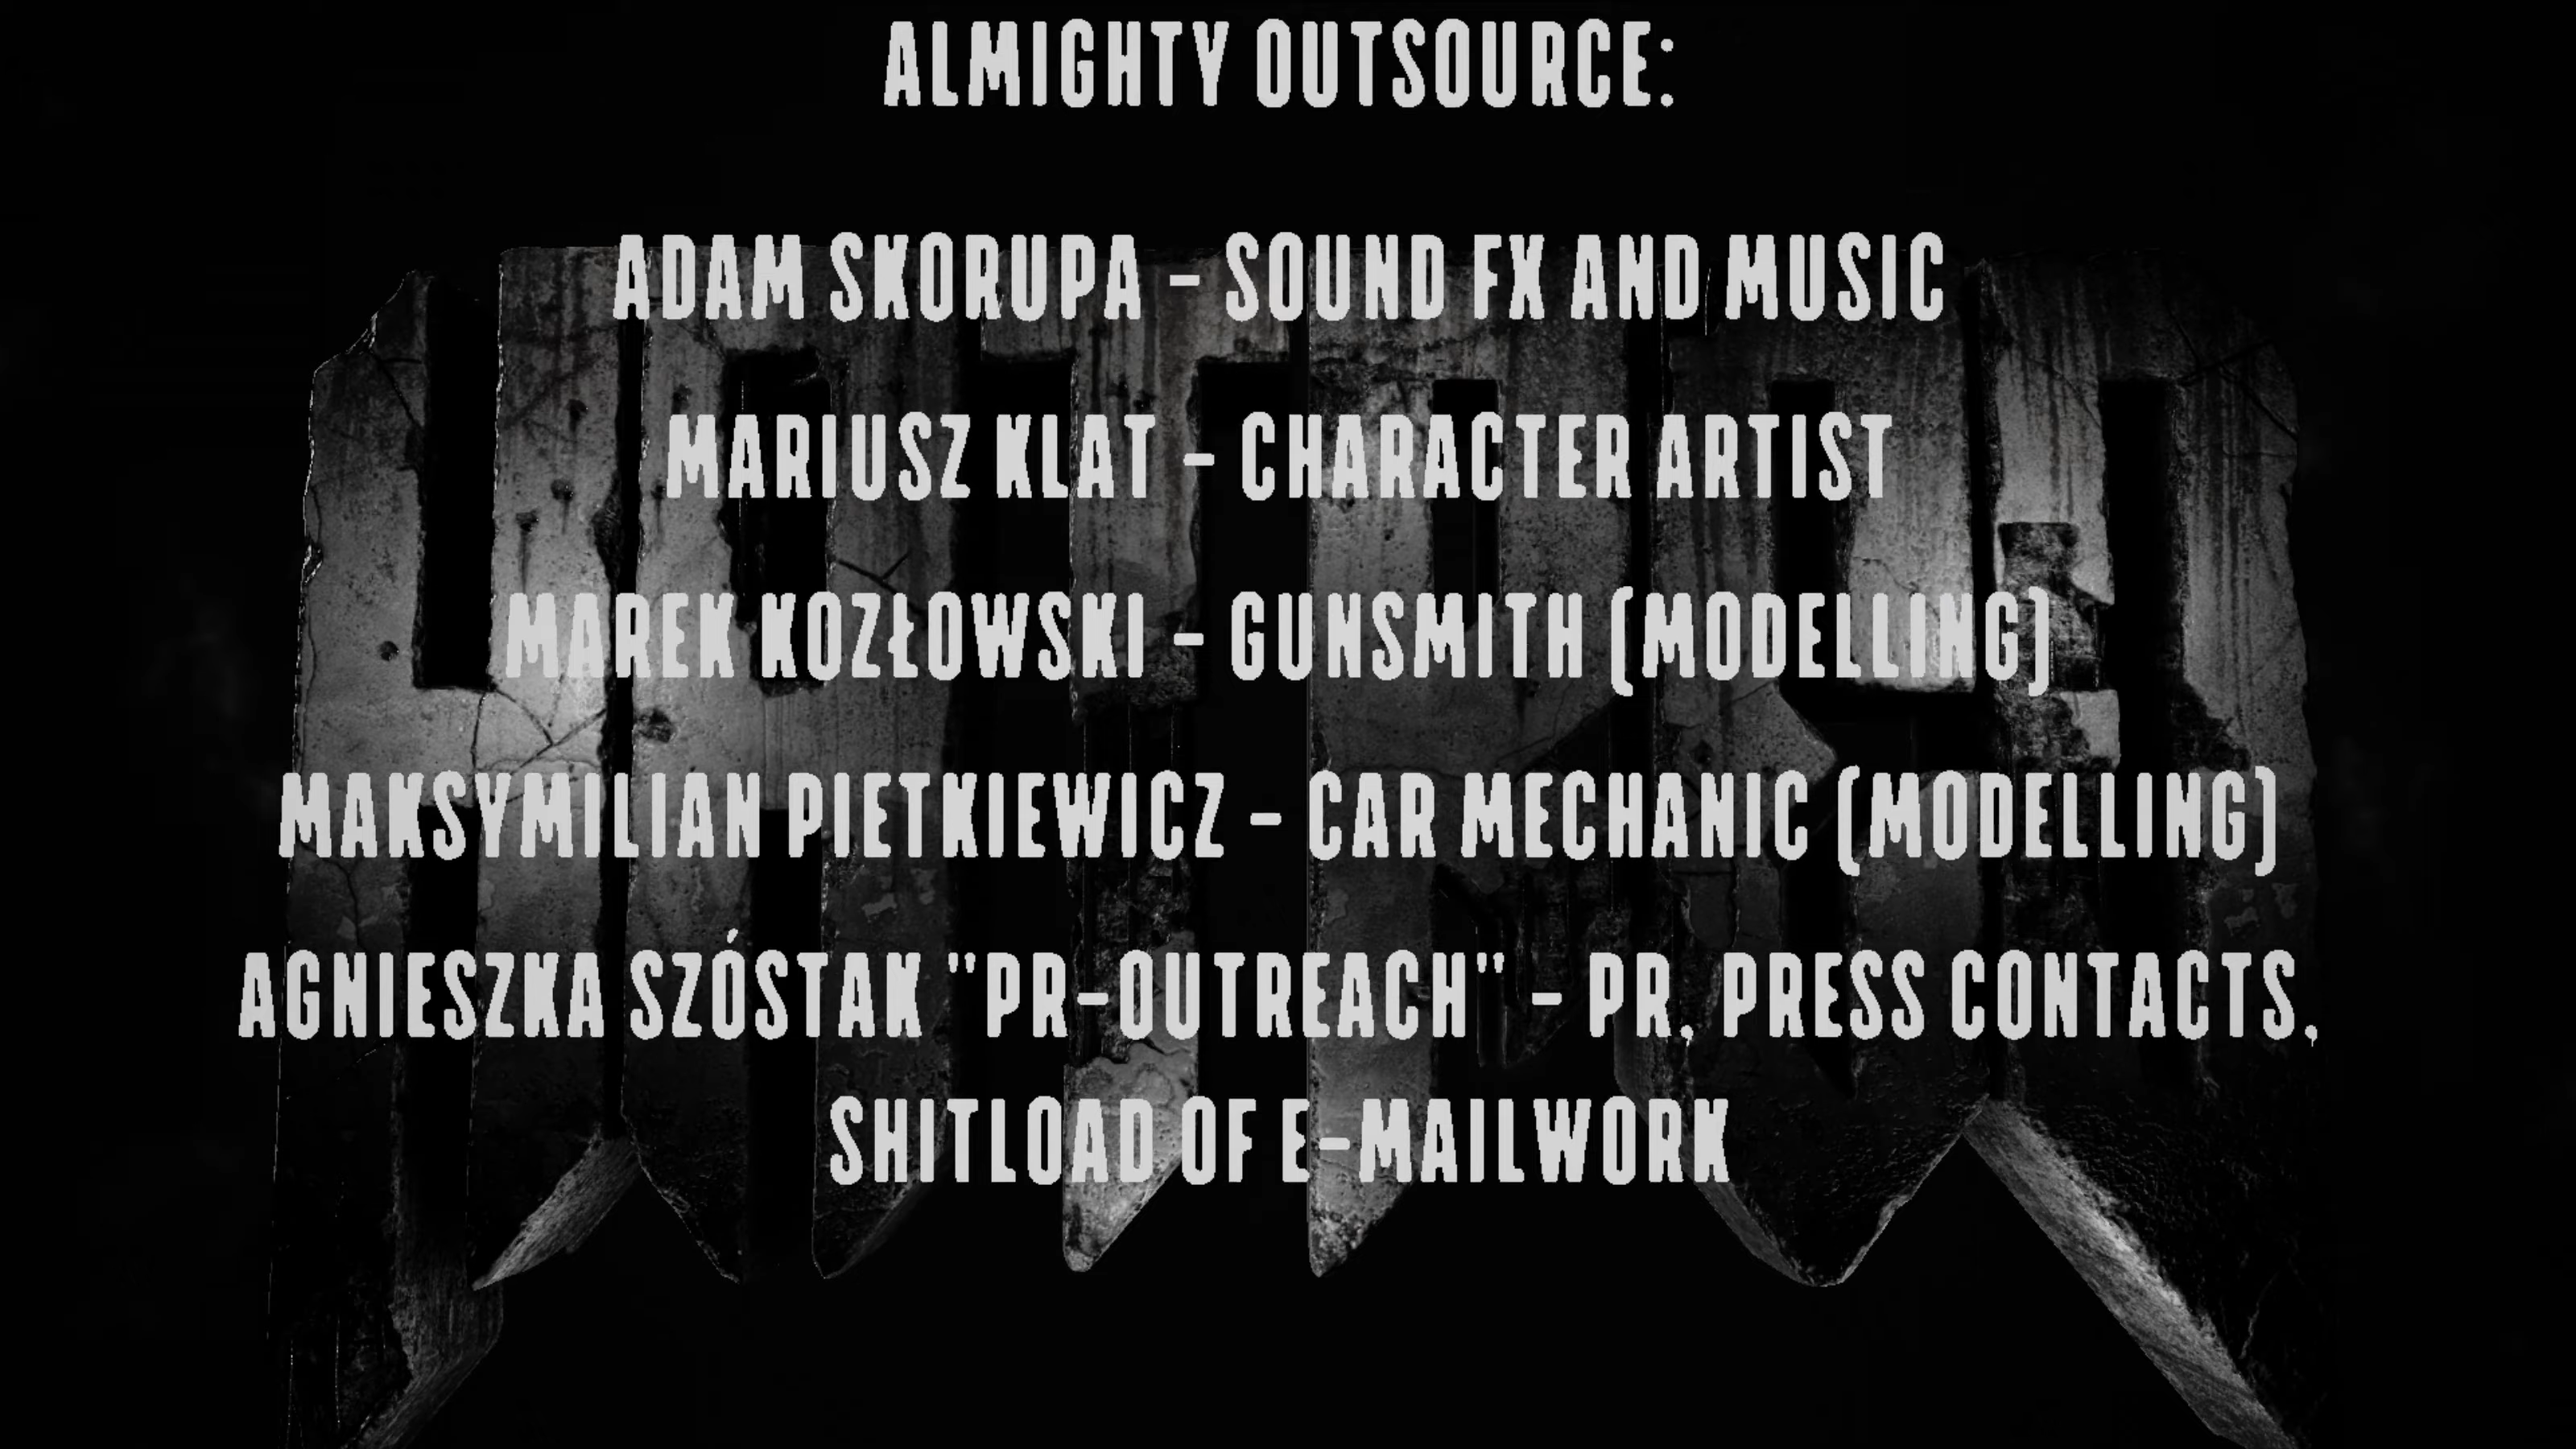 ALMIGHTY OUTSOURCE:
ADAM SKORUPA - SOUND FX AND MUSIC
MARIUSZ KLAT - CHARACTER ARTIST
MAREK KOZŁOWSKI - GUNSMITH (MODELLING)
MAKSYMILIAN PIETKIEWICZ - CAR MECHANIC (MODELLING)
AGNIESZKA SZÓSTAK "PR-OUTREACH" - PR, PRESS CONTACTS,
SHITLOAD OF E-MAILWORK
HATRED